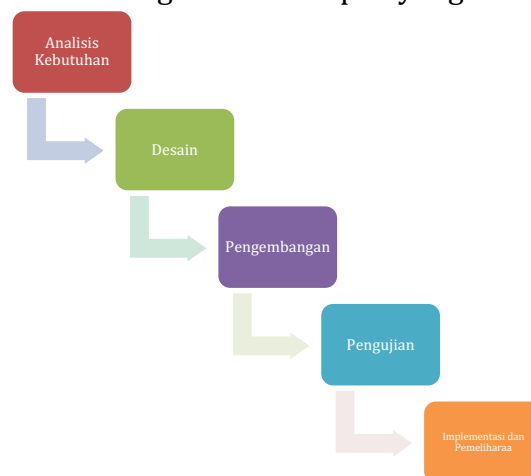 Analisis
Kebutuhan
Desain
Pengembangan
Pengujian
Implementasi dan
Pemeliharaa